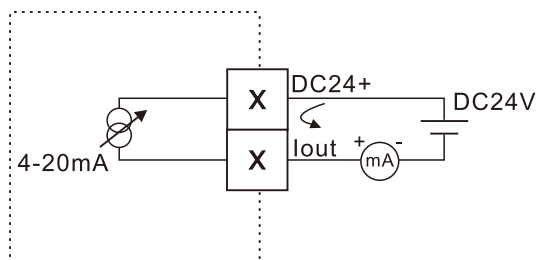 X
DC24+
DC24V
4-20mA
X
Iout
+
-
mA